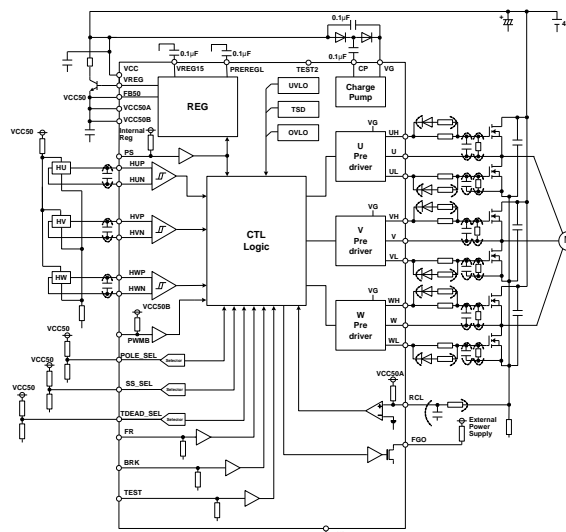 0.1µF
4
VCC
0.1µF
0.1µF
0.1µF
VREG
VREG15
PREREGL
TEST2
CP
VG
VCC50
FB50
VCC50A
VCC50B
REG
UVLO
TSD
OVLO
Charge
Pump
VCC50
Internal
Reg
PS
VG
UH
U
Pre
driver
U
UL
HU
HUP
HUN
HV
HVP
HVN
CTL
Logic
VG
VH
V
Pre
driver
V
VL
HW
HWP
HWN
VG
WH
W
Pre
driver
W
WL
VCC50B
PWMB
VCC50
POLE_SEL
Selector
VCC50
SS_SEL
Selector
VCC50
TDEAD_SEL
Selector
VCC50A
RCL
FR
External
Power
Supply
FGO
BRK
TEST